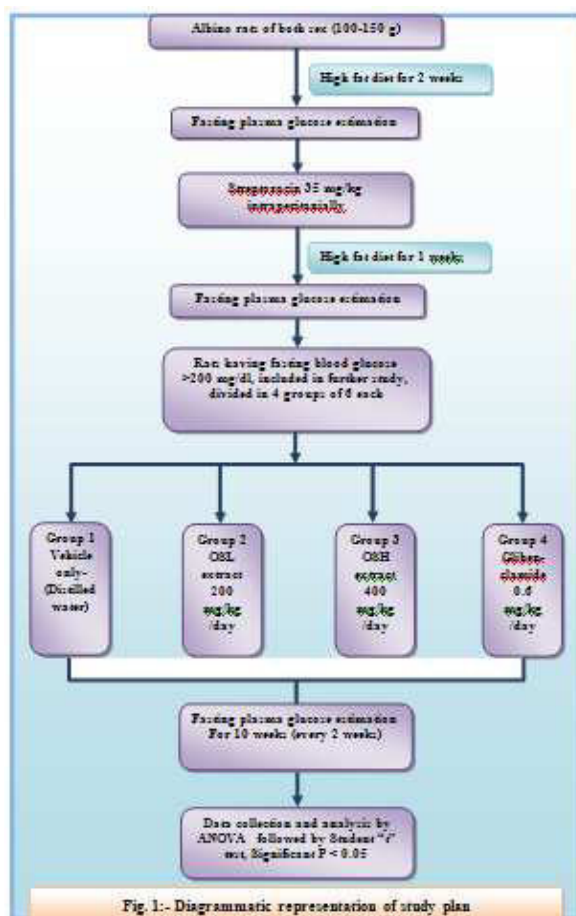 Albino rats of both sex (100-150 g)
High fat diet for 2 weeks
Fasting plasma glucose estimation
35 mg/kg
intraperitonially
High fat diet for 1 weeks
Fasting plasma glucose estimation
Rats having fasting blood glucose
>200 mg/dl, included in further study,
divided in 4 groups of 6 each
Group 1
Vehicle
only-
(Distilled
water)
Group 2
OSL
extract
200
mg/kg
/day
Group 3
OSH
extract
400
mg/kg
/day
Group 4
Gliben-
clamide
0.6
mg/kg
/day
Fasting plasma glucose estimation
For 10 weeks (every 2 weeks)
Data collection and analysis by
ANOVA followed by Student "t"
test, Significant P < 0.05
Fig. 1:- Diagrammatic representation of study plan